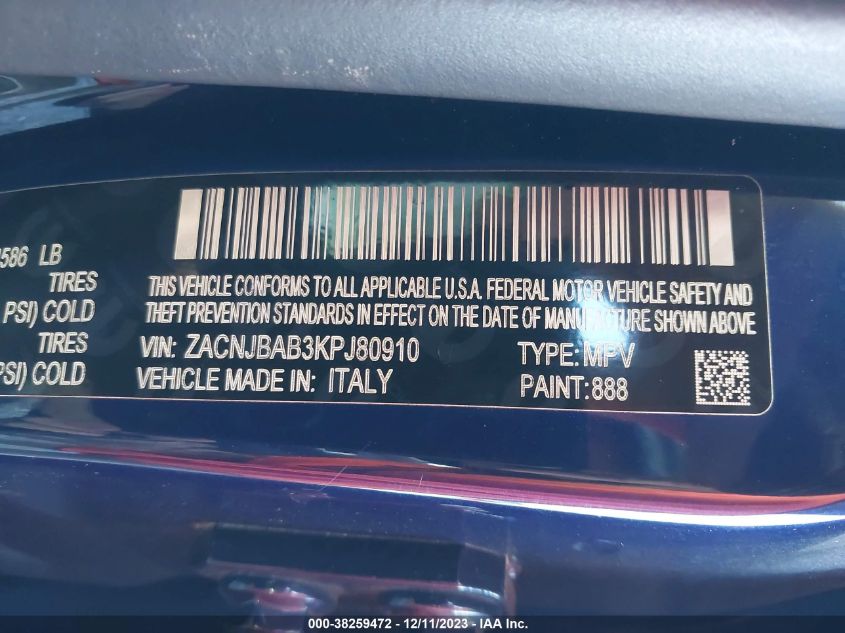 586 LB
TIRES
PSI) COLD
TIRES
PSI) COLD
THIS VEHICLE CONFORMS TO ALL APPLICABLE U.S.A. FEDERAL MOTOR VEHICLE SAFETY AND
THEFT PREVENTION STANDARDS IN EFFECT ON THE DATE OF MANUFACTURE SHOWN ABOVE
VIN: ZACNJBAB3KPJ80910 TYPE: MPV
VEHICLE MADE IN: ITALY PAINT:888
000-38259472 - 12/11/2023 - IAA Inc.